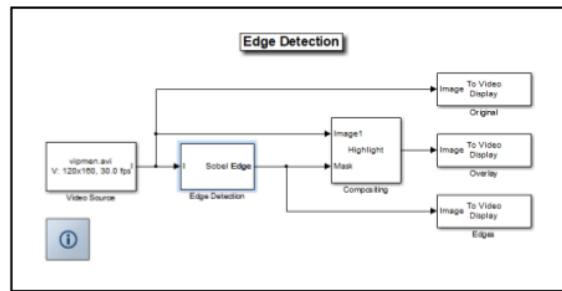 Edge Detection
Image To Video Display
Original
vipmen.avi
V: 120x160, 30.0 fps
I
Video Source
I
Sobel Edge
Edge Detection
Image1
Highlight
Mask
Compositing
Image To Video Display
Overlay
Image To Video Display
Edges